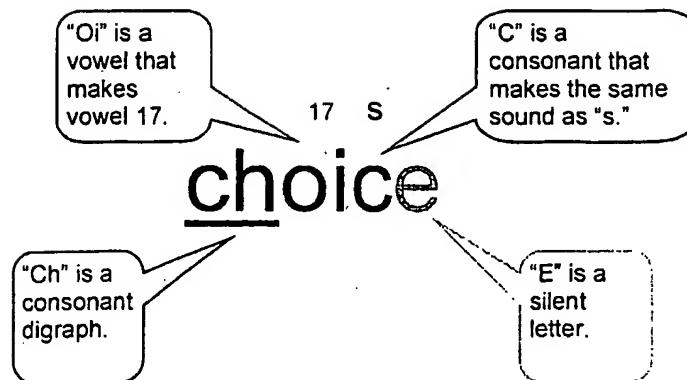 "Oi" is a
vowel that
makes
vowel 17.
"C" is a
consonant that
makes the same
sound as "s."
17 S
choice
"Ch" is a
consonant
digraph.
"E" is a
silent
letter.